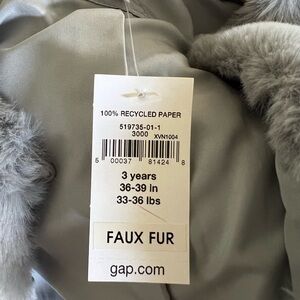 100% RECYCLED PAPER
519735-01-1
3000 XVN1004
5 00037 81424 8
3 years
36-39 in
33-36 lbs
FAUX FUR
gap.com